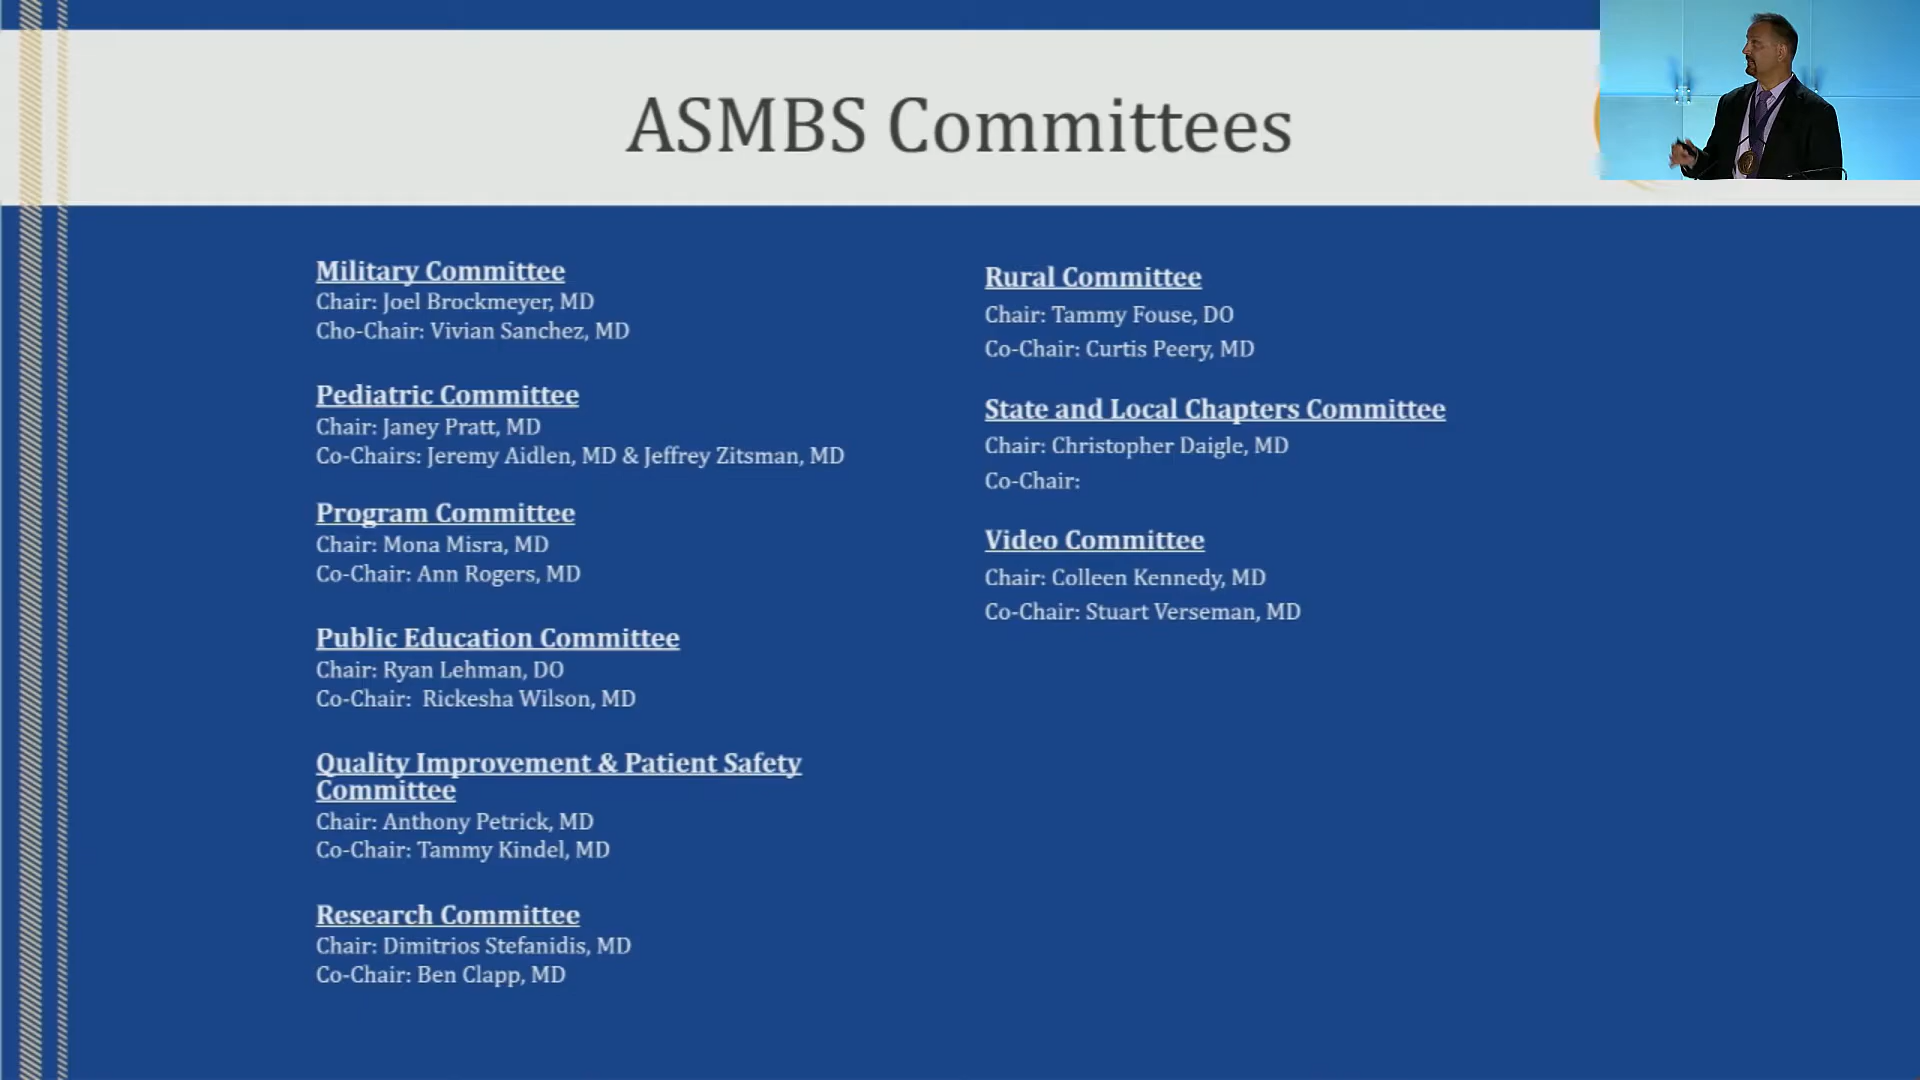 ASMBS Committees
Military Committee
Chair: Joel Brockmeyer, MD
Cho-Chair: Vivian Sanchez, MD
Pediatric Committee
Chair: Janey Pratt, MD
Co-Chairs: Jeremy Aidlen, MD & Jeffrey Zitsman, MD
Program Committee
Chair: Mona Misra, MD
Co-Chair: Ann Rogers, MD
Public Education Committee
Chair: Ryan Lehman, DO
Co-Chair: Rickesha Wilson, MD
Quality Improvement & Patient Safety
Committee
Chair: Anthony Petrick, MD
Co-Chair: Tammy Kindel, MD
Research Committee
Chair: Dimitrios Stefanidis, MD
Co-Chair: Ben Clapp, MD
Rural Committee
Chair: Tammy Fouse, DO
Co-Chair: Curtis Peery, MD
State and Local Chapters Committee
Chair: Christopher Daigle, MD
Co-Chair:
Video Committee
Chair: Colleen Kennedy, MD
Co-Chair: Stuart Verseman, MD